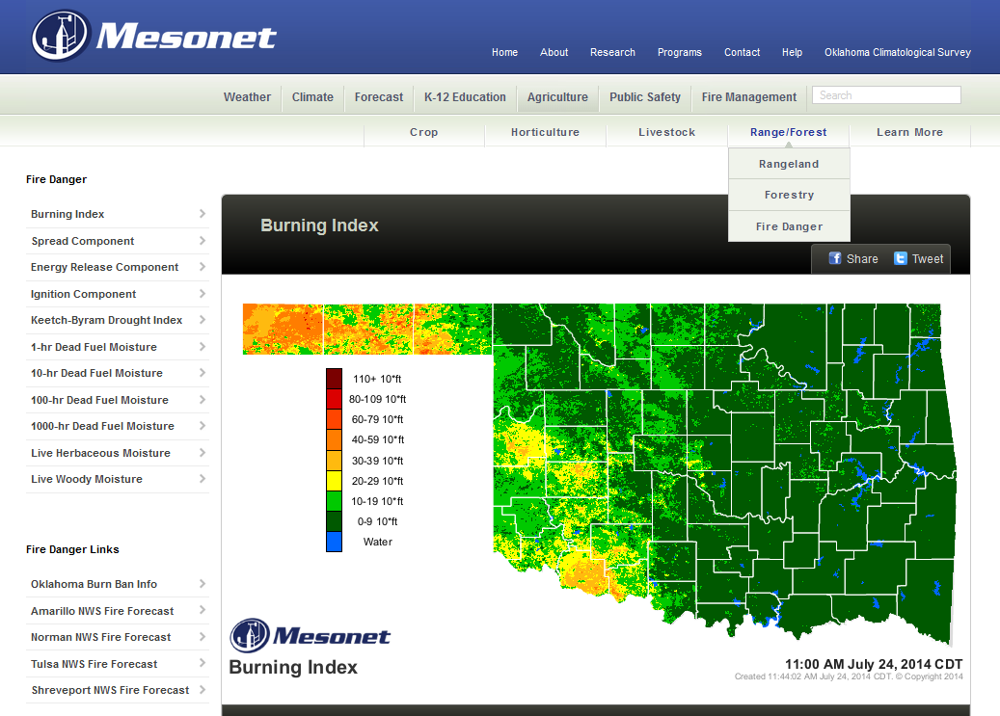 Mesonet
Home About Research Programs Contact Help Oklahoma Climatological Survey
Weather Climate Forecast K-12 Education Agriculture Public Safety Fire Management Search
Crop Horticulture Livestock Range/Forest Learn More
Rangeland
Forestry
Fire Danger
Fire Danger
Burning Index
Spread Component
Energy Release Component
Ignition Component
Keetch-Byram Drought Index
1-hr Dead Fuel Moisture
10-hr Dead Fuel Moisture
100-hr Dead Fuel Moisture
1000-hr Dead Fuel Moisture
Live Herbaceous Moisture
Live Woody Moisture
Fire Danger Links
Oklahoma Burn Ban Info
Amarillo NWS Fire Forecast
Norman NWS Fire Forecast
Tulsa NWS Fire Forecast
Shreveport NWS Fire Forecast
Burning Index
Share Tweet
110+ 10*ft
80-109 10*ft
60-79 10*ft
40-59 10*ft
30-39 10*ft
20-29 10*ft
10-19 10*ft
0-9 10*ft
Water
Mesonet
Burning Index
11:00 AM July 24, 2014 CDT
Created 11:44:02 AM July 24, 2014 CDT. © Copyright 2014